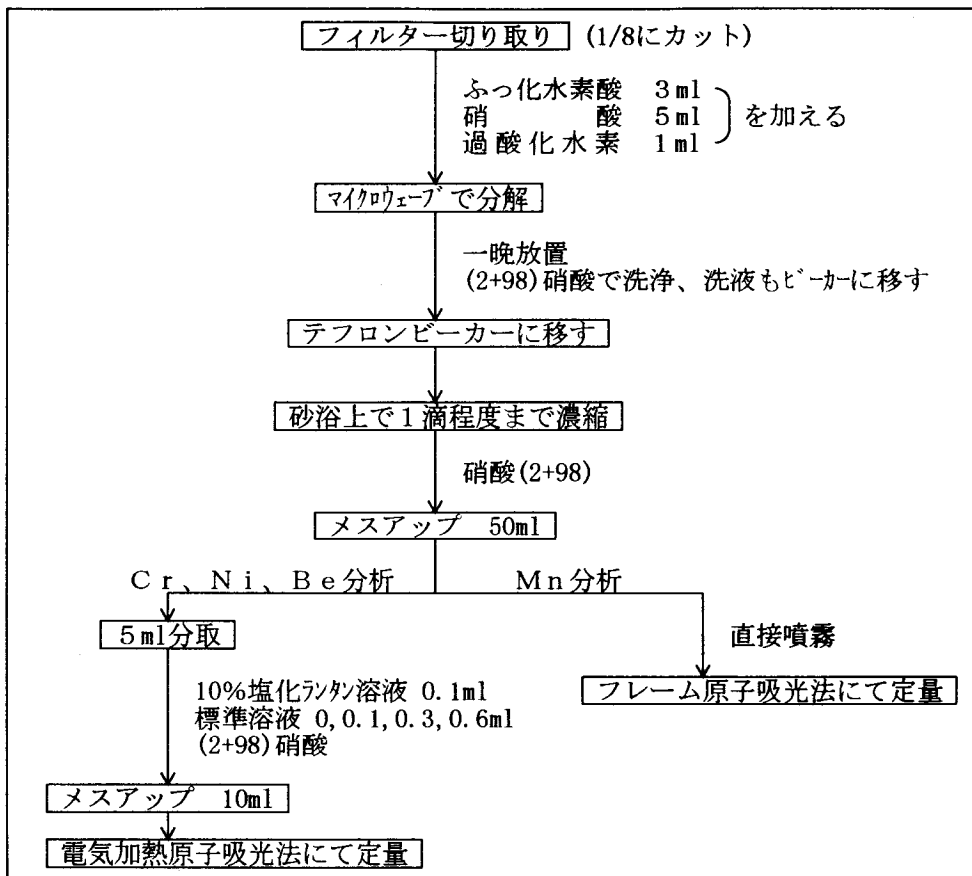 フィルター切り取り (1/8にカット)
ふっ化水素酸 3ml
硝酸 5ml を加える
過酸化水素 1ml
マイクロウェーブで分解
一晩放置
(2+98)硝酸で洗浄、洗液もビーカーに移す
テフロンビーカーに移す
砂浴上で1滴程度まで濃縮
硝酸(2+98)
メスアップ 50ml
Cr、Ni、Be分析 Mn分析
5ml分取
直接噴霧
10%塩化ランタン溶液 0.1ml
フレーム原子吸光法にて定量
標準溶液 0,0.1,0.3,0.6ml
(2+98)硝酸
メスアップ 10ml
電気加熱原子吸光法にて定量